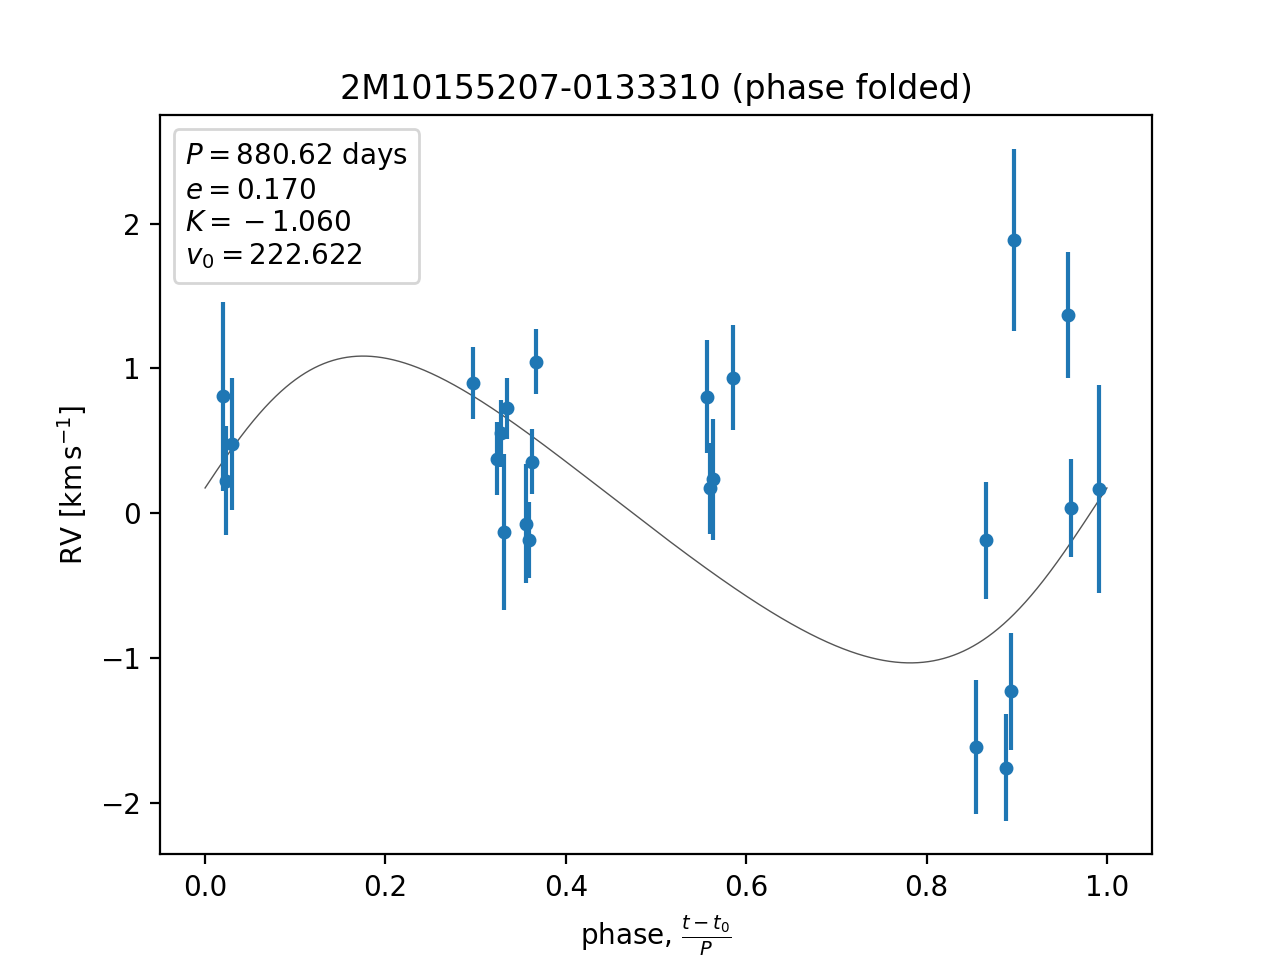 2M10155207-0133310 (phase folded)
P = 880.62 days
e = 0.170
K = −1.060
v₀ = 222.622
2
1
0
−1
−2
RV [km s⁻¹]
0.0 0.2 0.4 0.6 0.8 1.0
phase, (t − t₀)/P